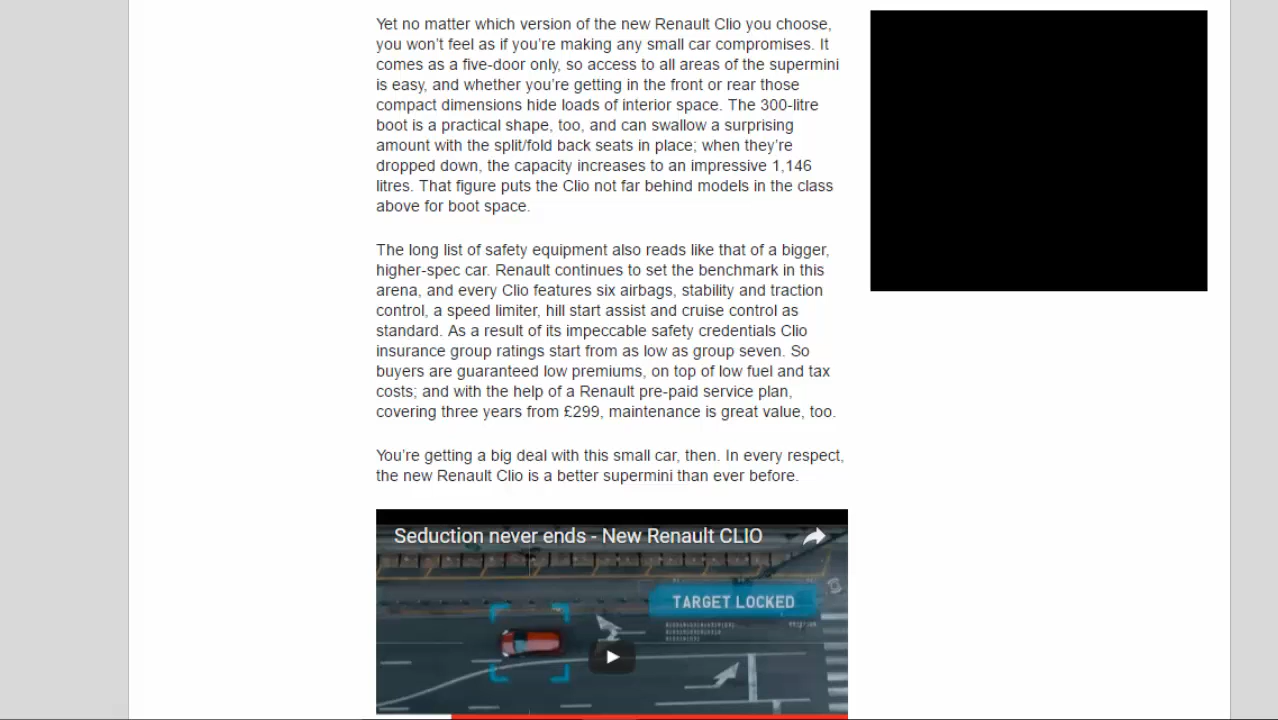 Yet no matter which version of the new Renault Clio you choose,
you won't feel as if you're making any small car compromises. It
comes as a five-door only, so access to all areas of the supermini
is easy, and whether you're getting in the front or rear those
compact dimensions hide loads of interior space. The 300-litre
boot is a practical shape, too, and can swallow a surprising
amount with the split/fold back seats in place; when they're
dropped down, the capacity increases to an impressive 1,146
litres. That figure puts the Clio not far behind models in the class
above for boot space.
The long list of safety equipment also reads like that of a bigger,
higher-spec car. Renault continues to set the benchmark in this
arena, and every Clio features six airbags, stability and traction
control, a speed limiter, hill start assist and cruise control as
standard. As a result of its impeccable safety credentials Clio
insurance group ratings start from as low as group seven. So
buyers are guaranteed low premiums, on top of low fuel and tax
costs; and with the help of a Renault pre-paid service plan,
covering three years from £299, maintenance is great value, too.
You're getting a big deal with this small car, then. In every respect,
the new Renault Clio is a better supermini than ever before.
Seduction never ends - New Renault CLIO
TARGET LOCKED